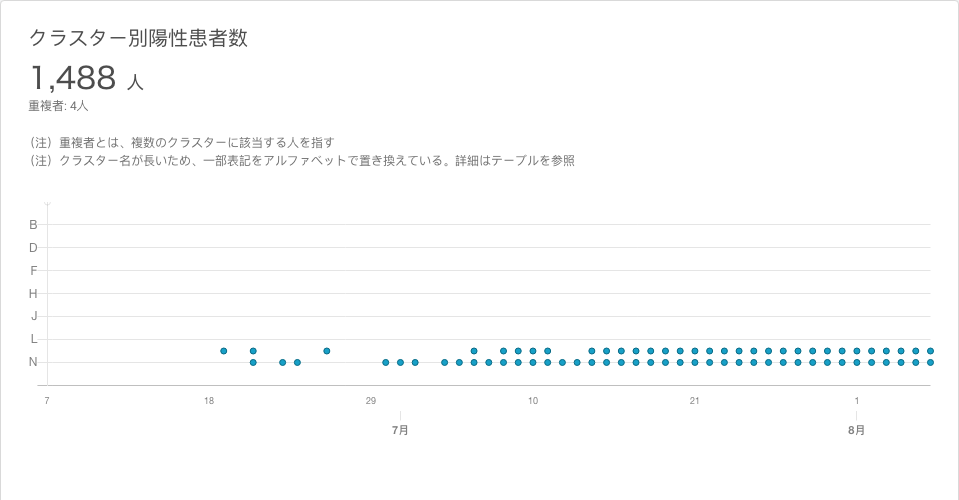 クラスター別陽性患者数
1,488 人
重複者: 4人
（注）重複者とは、複数のクラスターに該当する人を指す
（注）クラスター名が長いため、一部表記をアルファベットで置き換えている。詳細はテーブルを参照
B
D
F
H
J
L
N
7 18 29 10 21 1
7月 8月